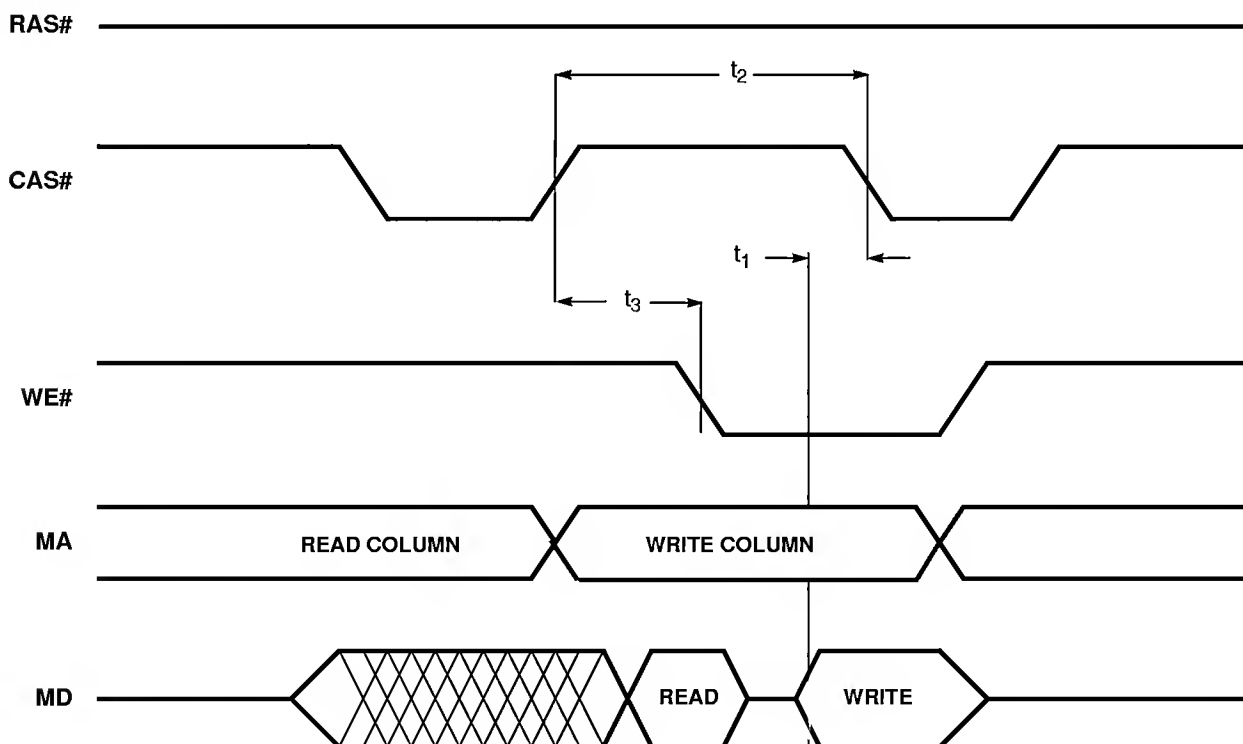 RAS#
t2
CAS#
t1
t3
WE#
MA READ COLUMN WRITE COLUMN
MD READ WRITE